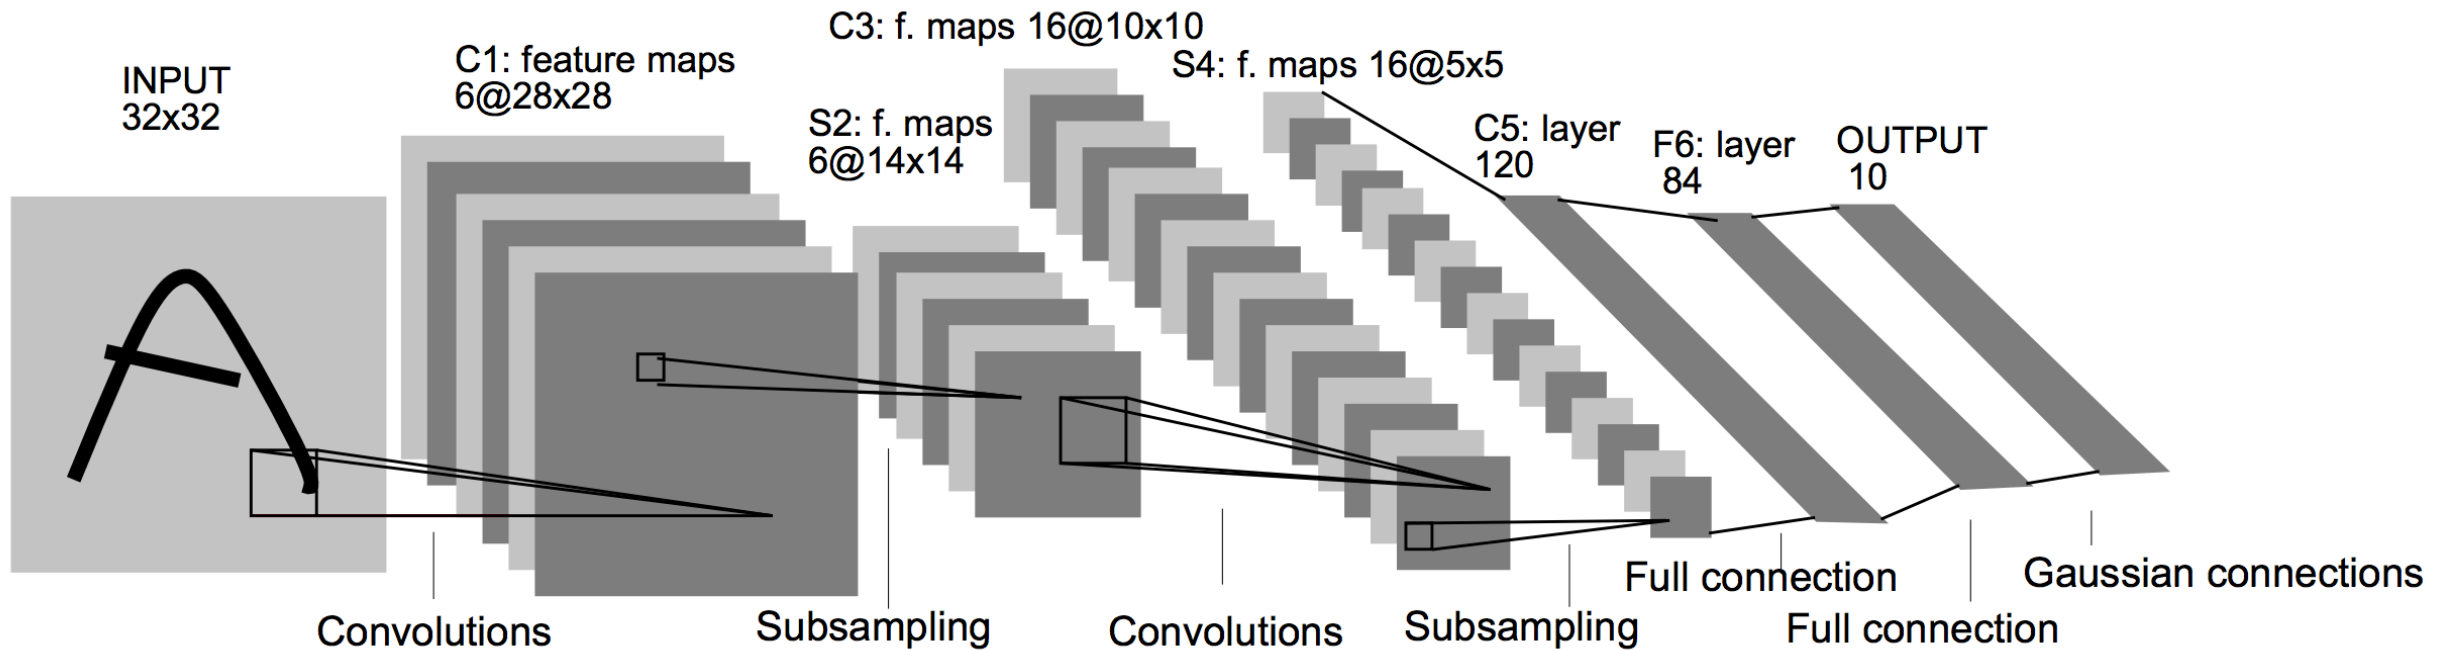 INPUT
32x32
C1: feature maps
6@28x28
S2: f. maps
6@14x14
C3: f. maps 16@10x10
S4: f. maps 16@5x5
C5: layer
120
F6: layer
84
OUTPUT
10
Convolutions
Subsampling
Convolutions
Subsampling
Full connection
Full connection
Gaussian connections